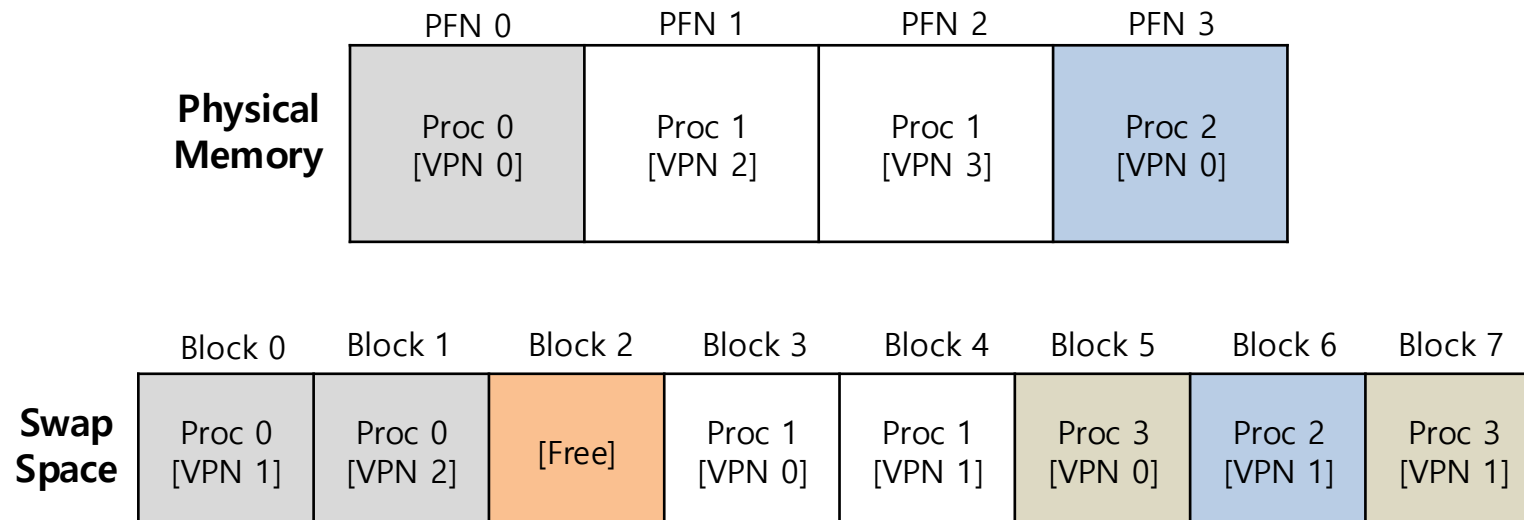 PFN 0 PFN 1 PFN 2 PFN 3
Physical
Memory
Proc 0
[VPN 0]
Proc 1
[VPN 2]
Proc 1
[VPN 3]
Proc 2
[VPN 0]
Block 0 Block 1 Block 2 Block 3 Block 4 Block 5 Block 6 Block 7
Swap
Space
Proc 0
[VPN 1]
Proc 0
[VPN 2]
[Free]
Proc 1
[VPN 0]
Proc 1
[VPN 1]
Proc 3
[VPN 0]
Proc 2
[VPN 1]
Proc 3
[VPN 1]